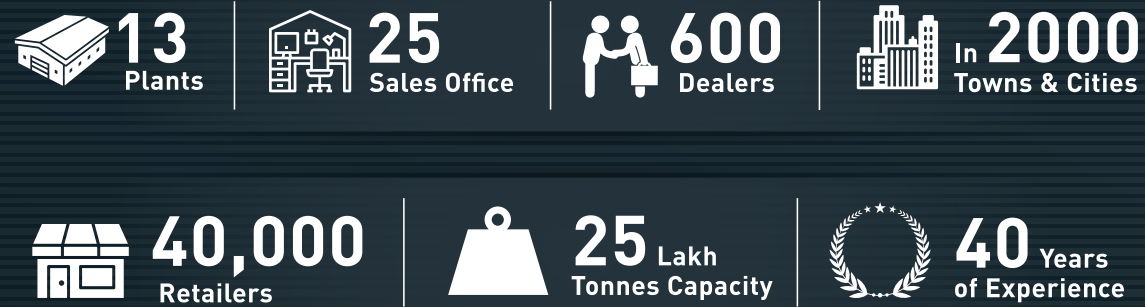 13
Plants
25
Sales Office
600
Dealers
In 2000
Towns & Cities
40,000
Retailers
25 Lakh
Tonnes Capacity
40 Years
of Experience